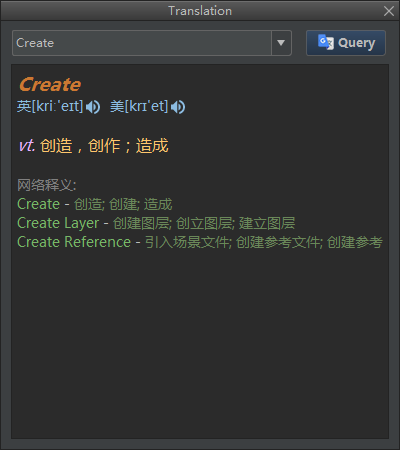 Translation
Create
Query
Create
英[kriːˈeɪt] 美[krɪˈet]
vt. 创造，创作；造成
网络释义:
Create - 创造; 创建; 造成
Create Layer - 创建图层; 创立图层; 建立图层
Create Reference - 引入场景文件; 创建参考文件; 创建参考